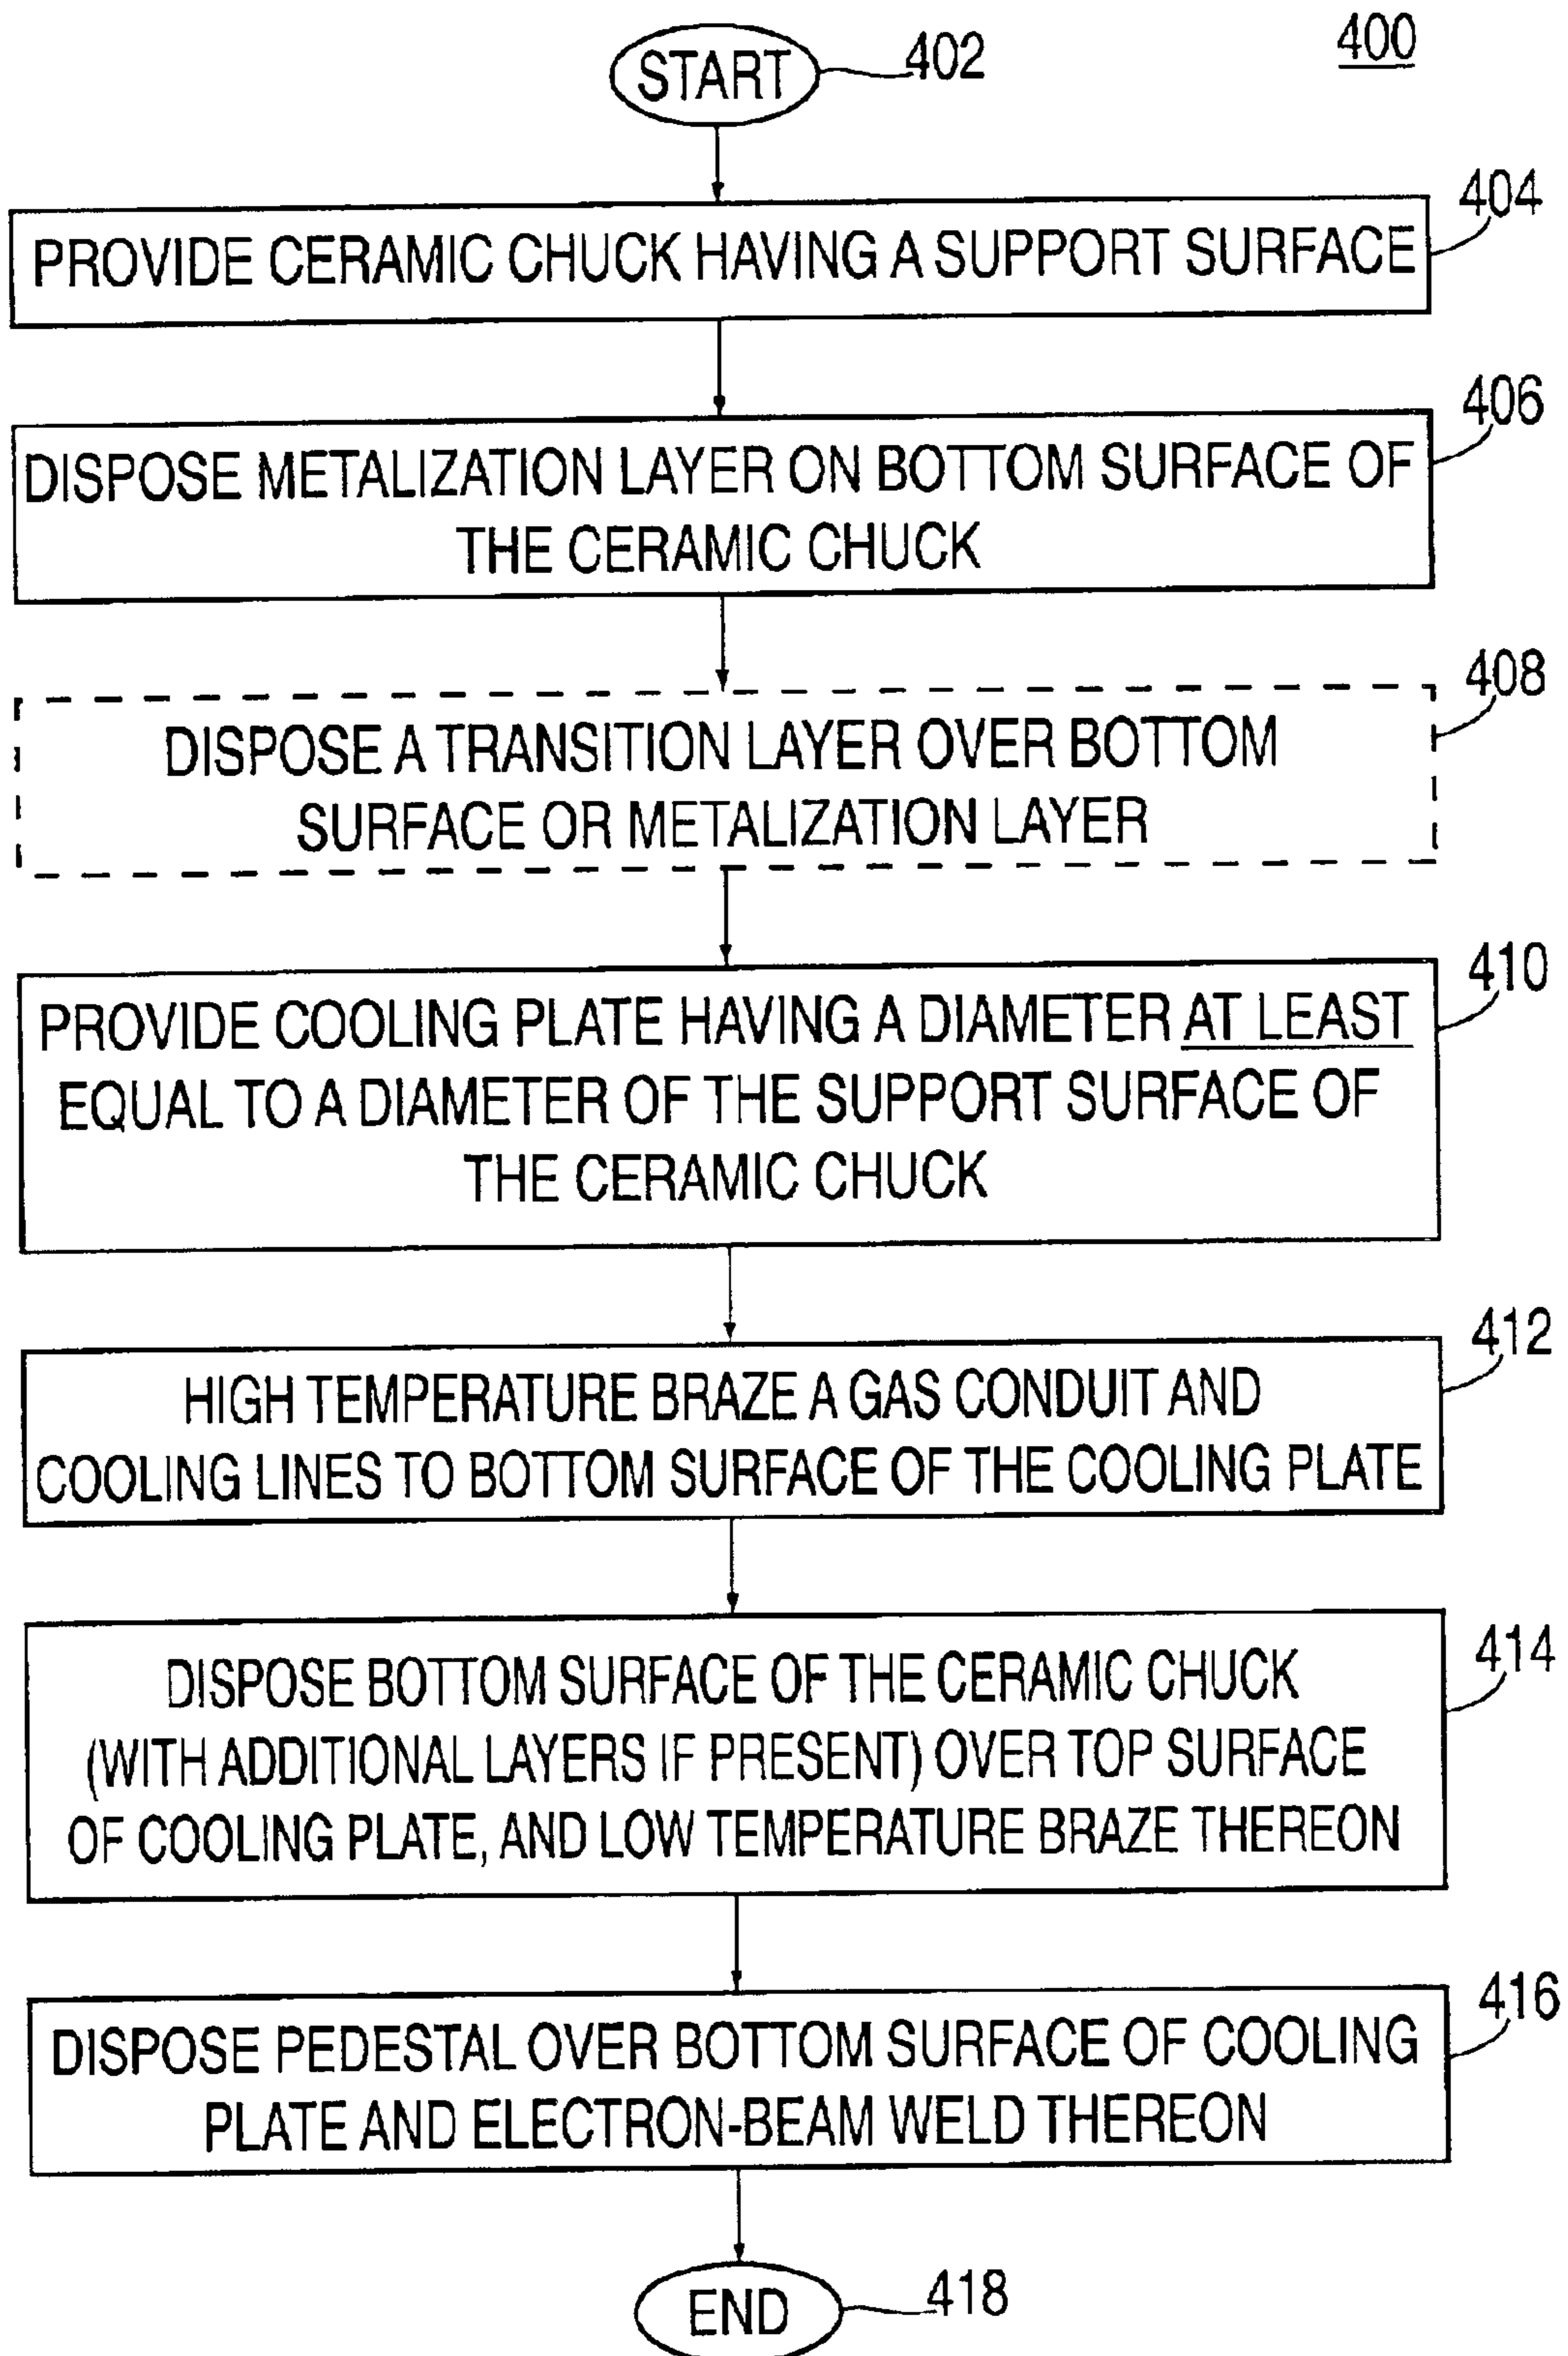 400
START 402
404
PROVIDE CERAMIC CHUCK HAVING A SUPPORT SURFACE
406
DISPOSE METALIZATION LAYER ON BOTTOM SURFACE OF
THE CERAMIC CHUCK
408
DISPOSE A TRANSITION LAYER OVER BOTTOM
SURFACE OR METALIZATION LAYER
410
PROVIDE COOLING PLATE HAVING A DIAMETER AT LEAST
EQUAL TO A DIAMETER OF THE SUPPORT SURFACE OF
THE CERAMIC CHUCK
412
HIGH TEMPERATURE BRAZE A GAS CONDUIT AND
COOLING LINES TO BOTTOM SURFACE OF THE COOLING PLATE
414
DISPOSE BOTTOM SURFACE OF THE CERAMIC CHUCK
(WITH ADDITIONAL LAYERS IF PRESENT) OVER TOP SURFACE
OF COOLING PLATE, AND LOW TEMPERATURE BRAZE THEREON
416
DISPOSE PEDESTAL OVER BOTTOM SURFACE OF COOLING
PLATE AND ELECTRON-BEAM WELD THEREON
END 418